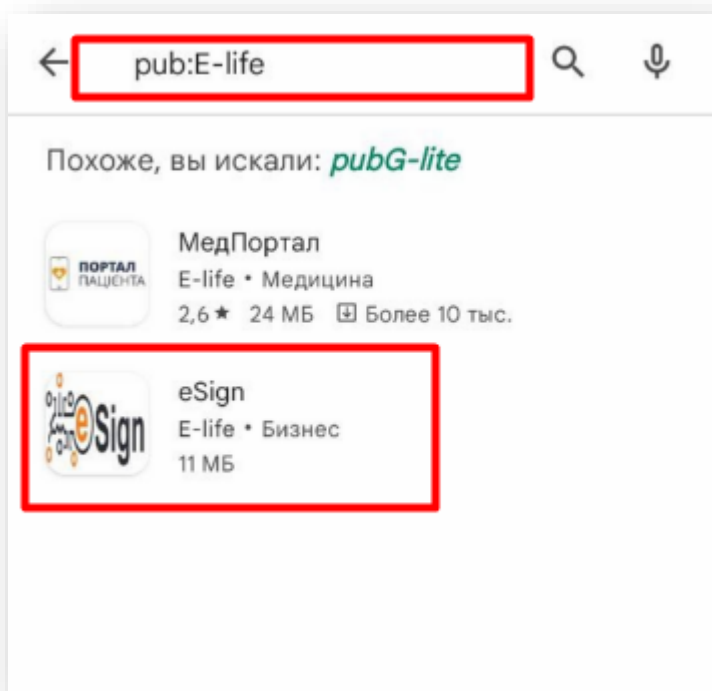 pub:E-life
Похоже, вы искали: pubG-lite
МедПортал
ПОРТАЛ
ПАЦІЄНТА
E-life • Медицина
2,6★ 24 МБ Более 10 тыс.
eSign
eSign
E-life • Бизнес
11 МБ